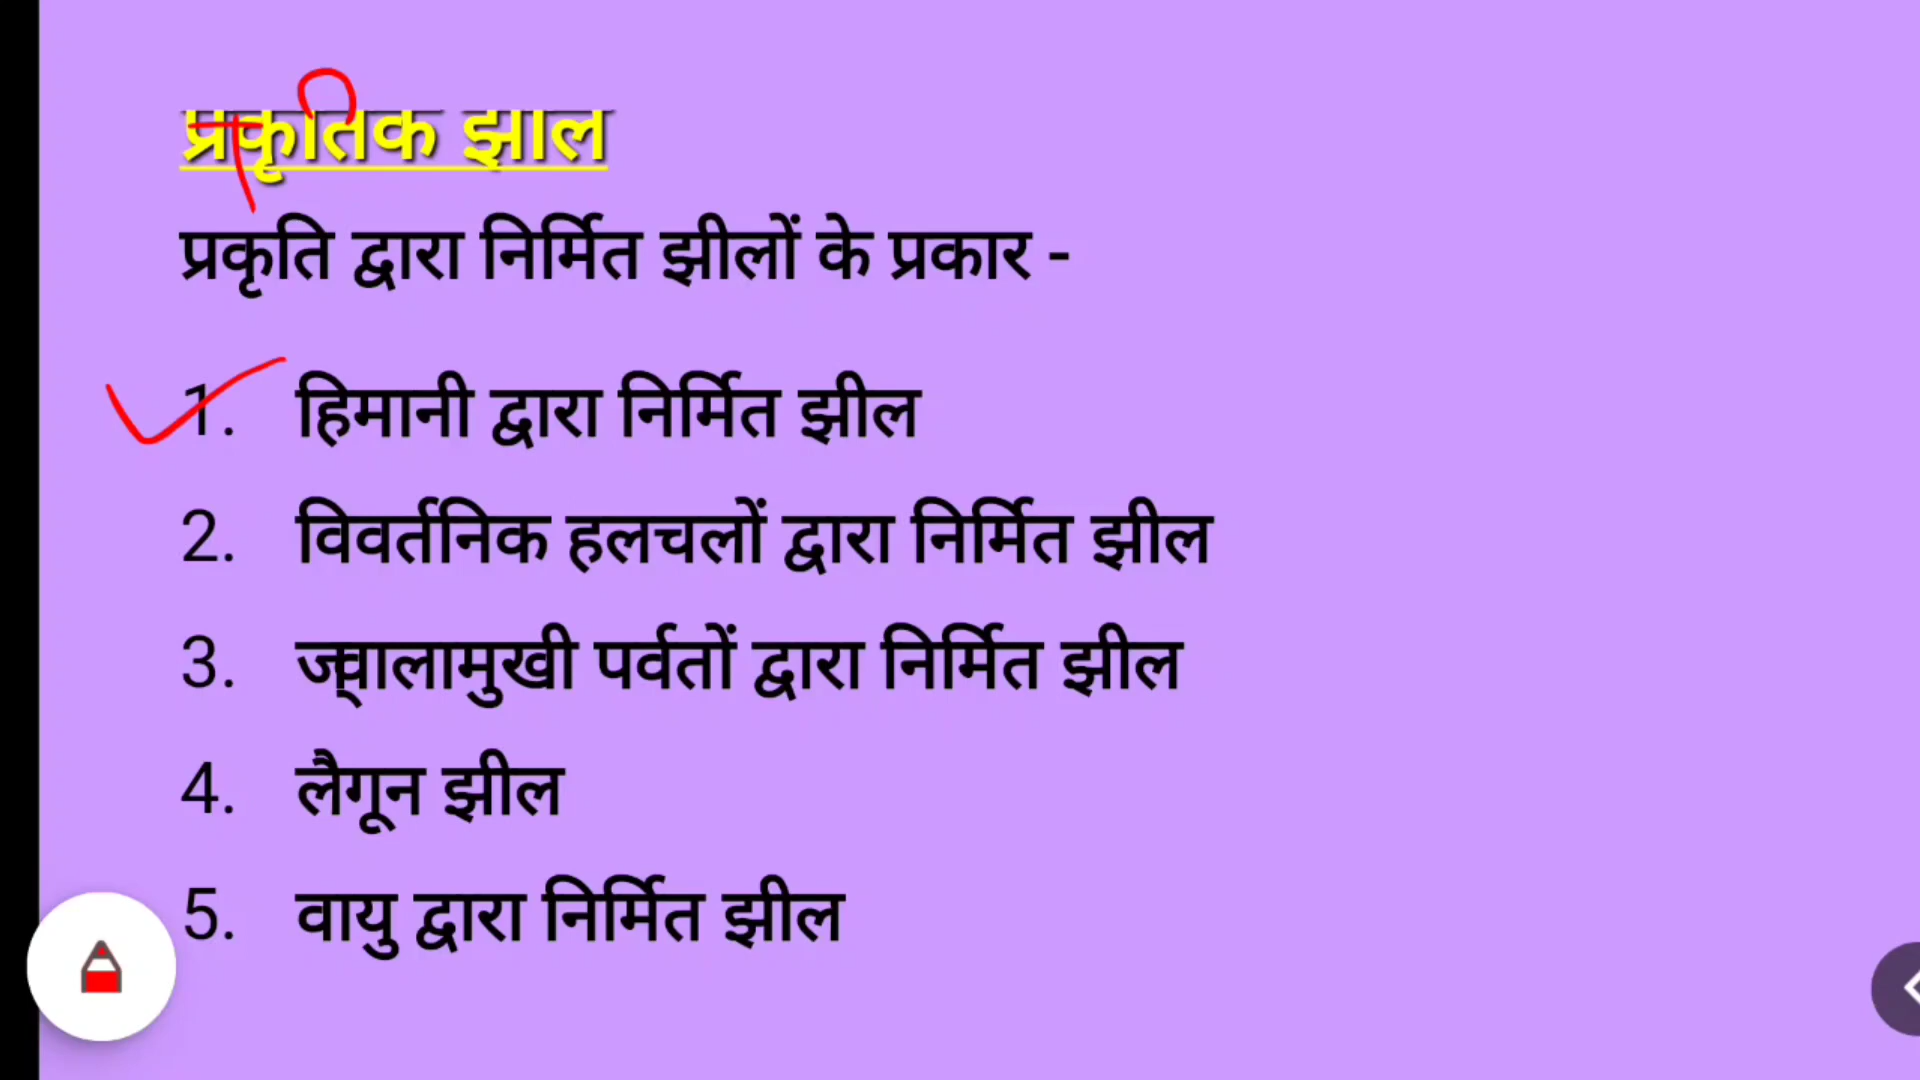 प्रकृतिक झील
प्रकृति द्वारा निर्मित झीलों के प्रकार -
1. हिमानी द्वारा निर्मित झील
2. विवर्तनिक हलचलों द्वारा निर्मित झील
3. ज्वालामुखी पर्वतों द्वारा निर्मित झील
4. लैगून झील
5. वायु द्वारा निर्मित झील